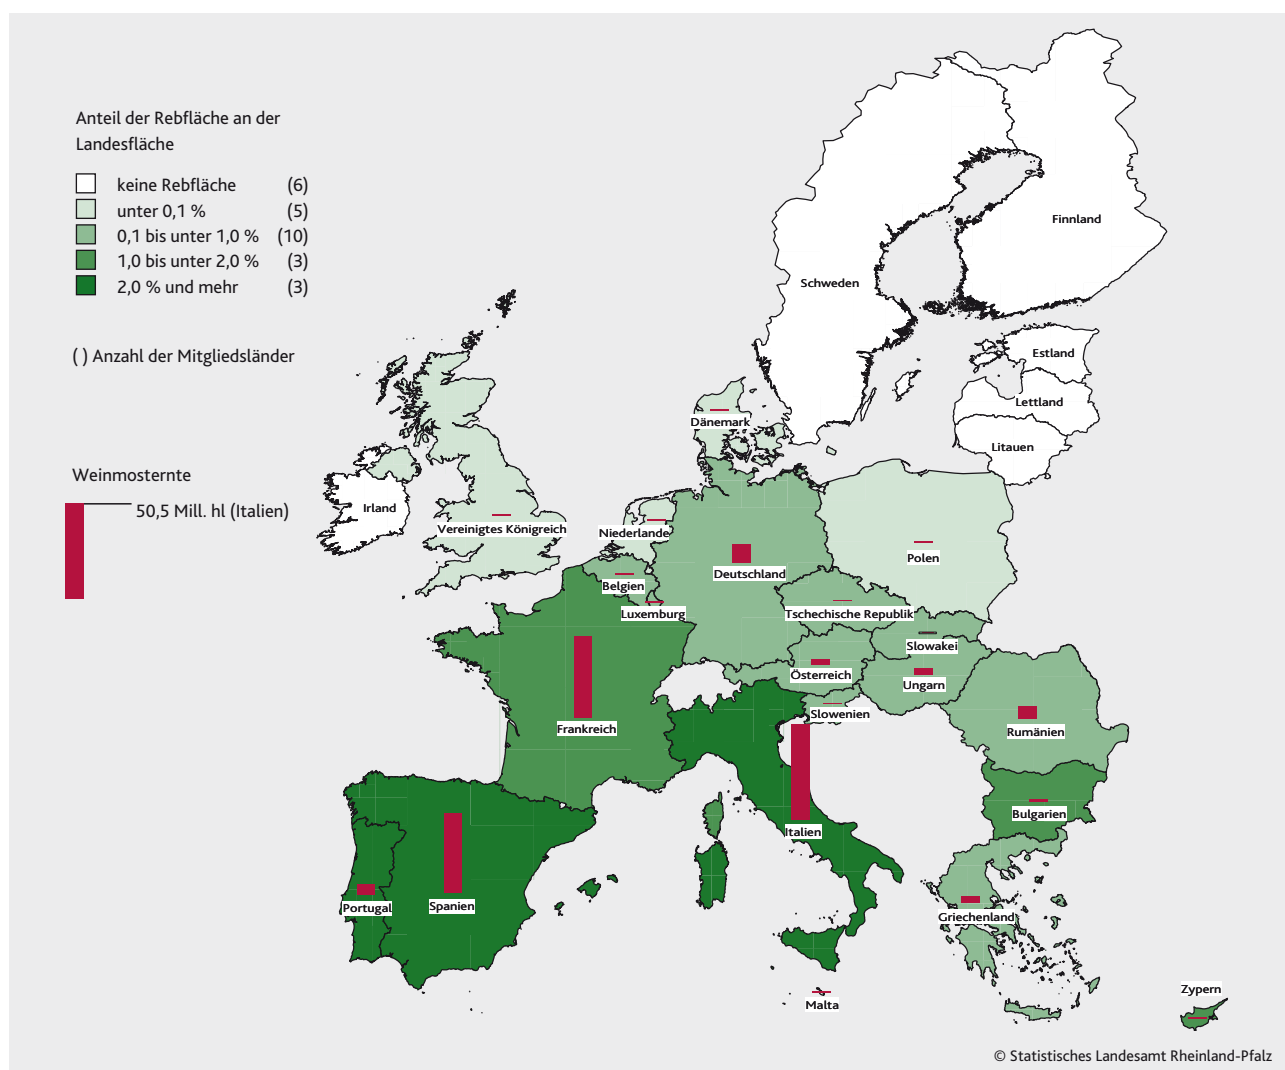 Anteil der Rebfläche an der
Landesfläche
keine Rebfläche (6)
unter 0,1 % (5)
0,1 bis unter 1,0 % (10)
1,0 bis unter 2,0 % (3)
2,0 % und mehr (3)
( ) Anzahl der Mitgliedsländer
Weinmosternte
50,5 Mill. hl (Italien)
Finnland
Schweden
Estland
Lettland
Dänemark
Litauen
Irland
Vereinigtes Königreich
Niederlande
Polen
Deutschland
Belgien
Luxemburg
Tschechische Republik
Slowakei
Österreich
Ungarn
Slowenien
Frankreich
Rumänien
Bulgarien
Italien
Spanien
Portugal
Griechenland
Zypern
Malta
© Statistisches Landesamt Rheinland-Pfalz